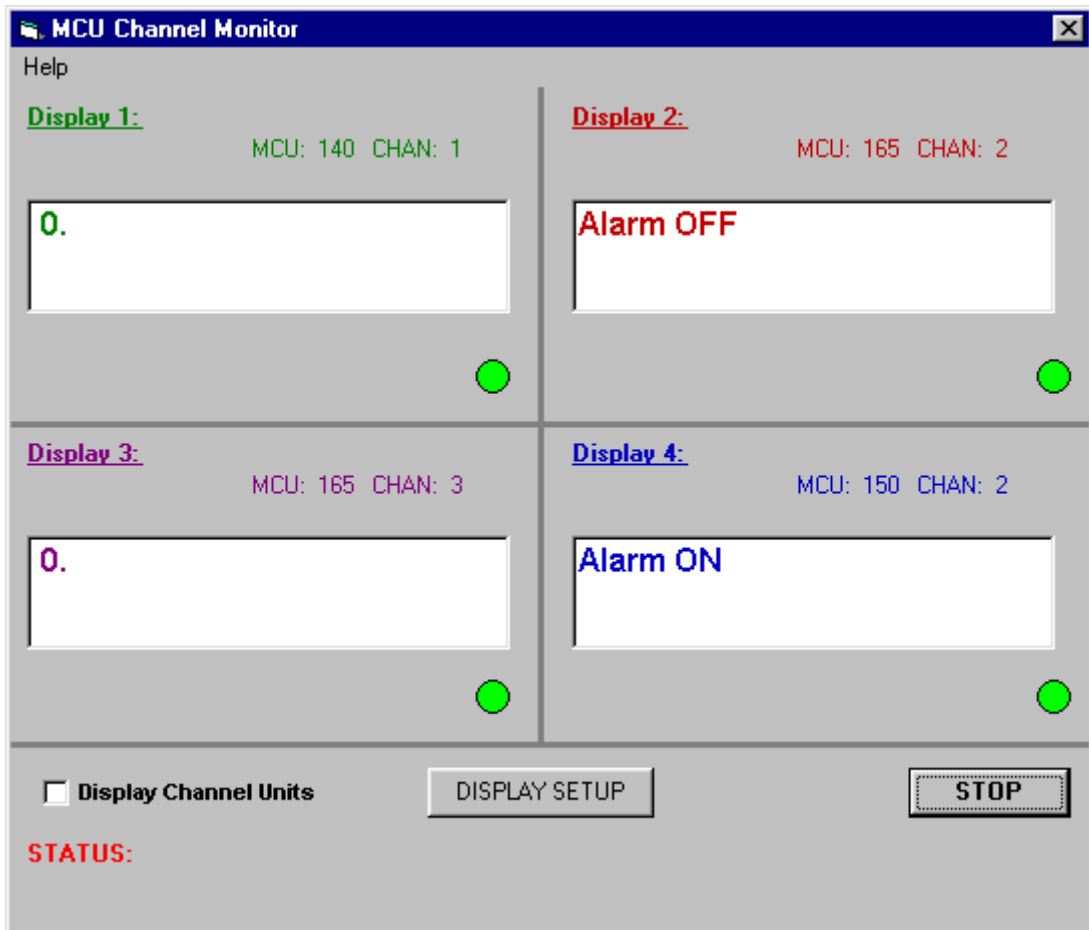 MCU Channel Monitor
Help
Display 1:
MCU: 140 CHAN: 1
0.
Display 2:
MCU: 165 CHAN: 2
Alarm OFF
Display 3:
MCU: 165 CHAN: 3
0.
Display 4:
MCU: 150 CHAN: 2
Alarm ON
Display Channel Units
DISPLAY SETUP
STOP
STATUS: